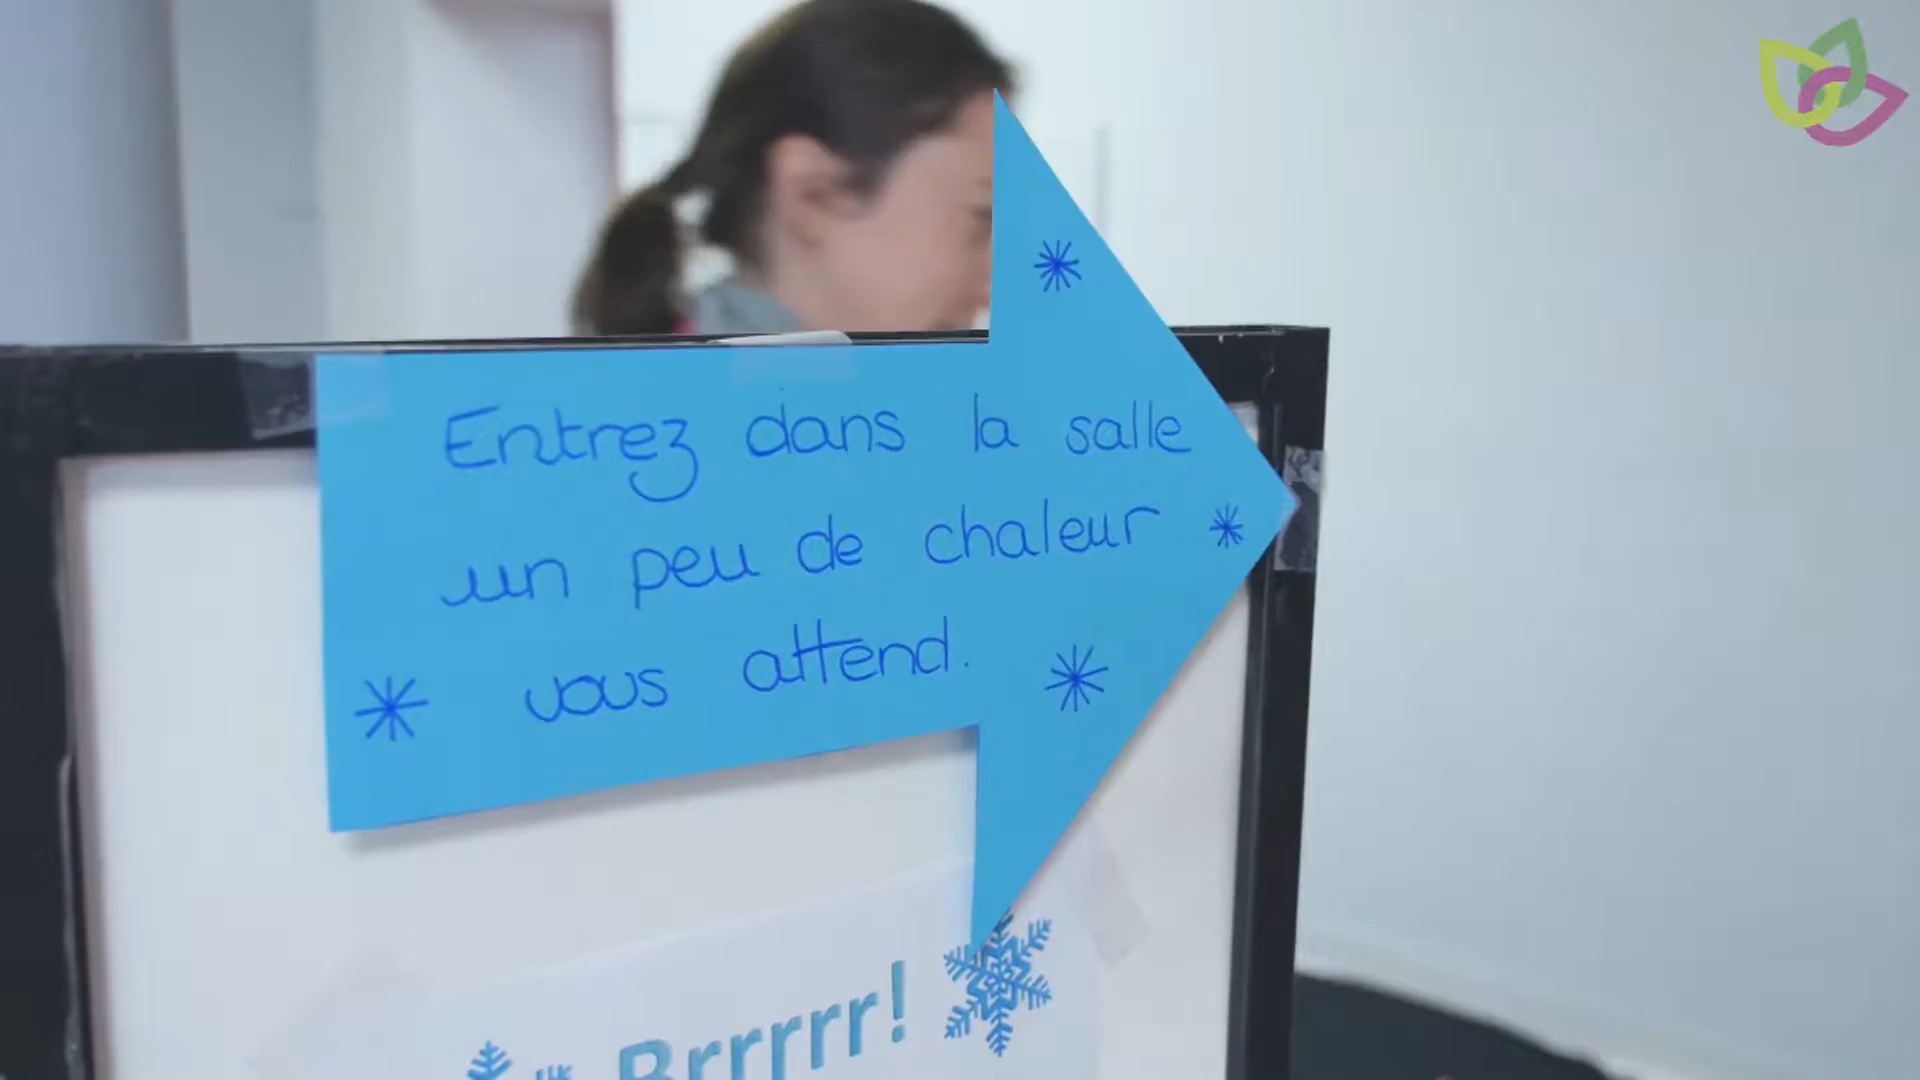 Entrez dans la salle
un peu de chaleur
vous attend.
Brrrrr!